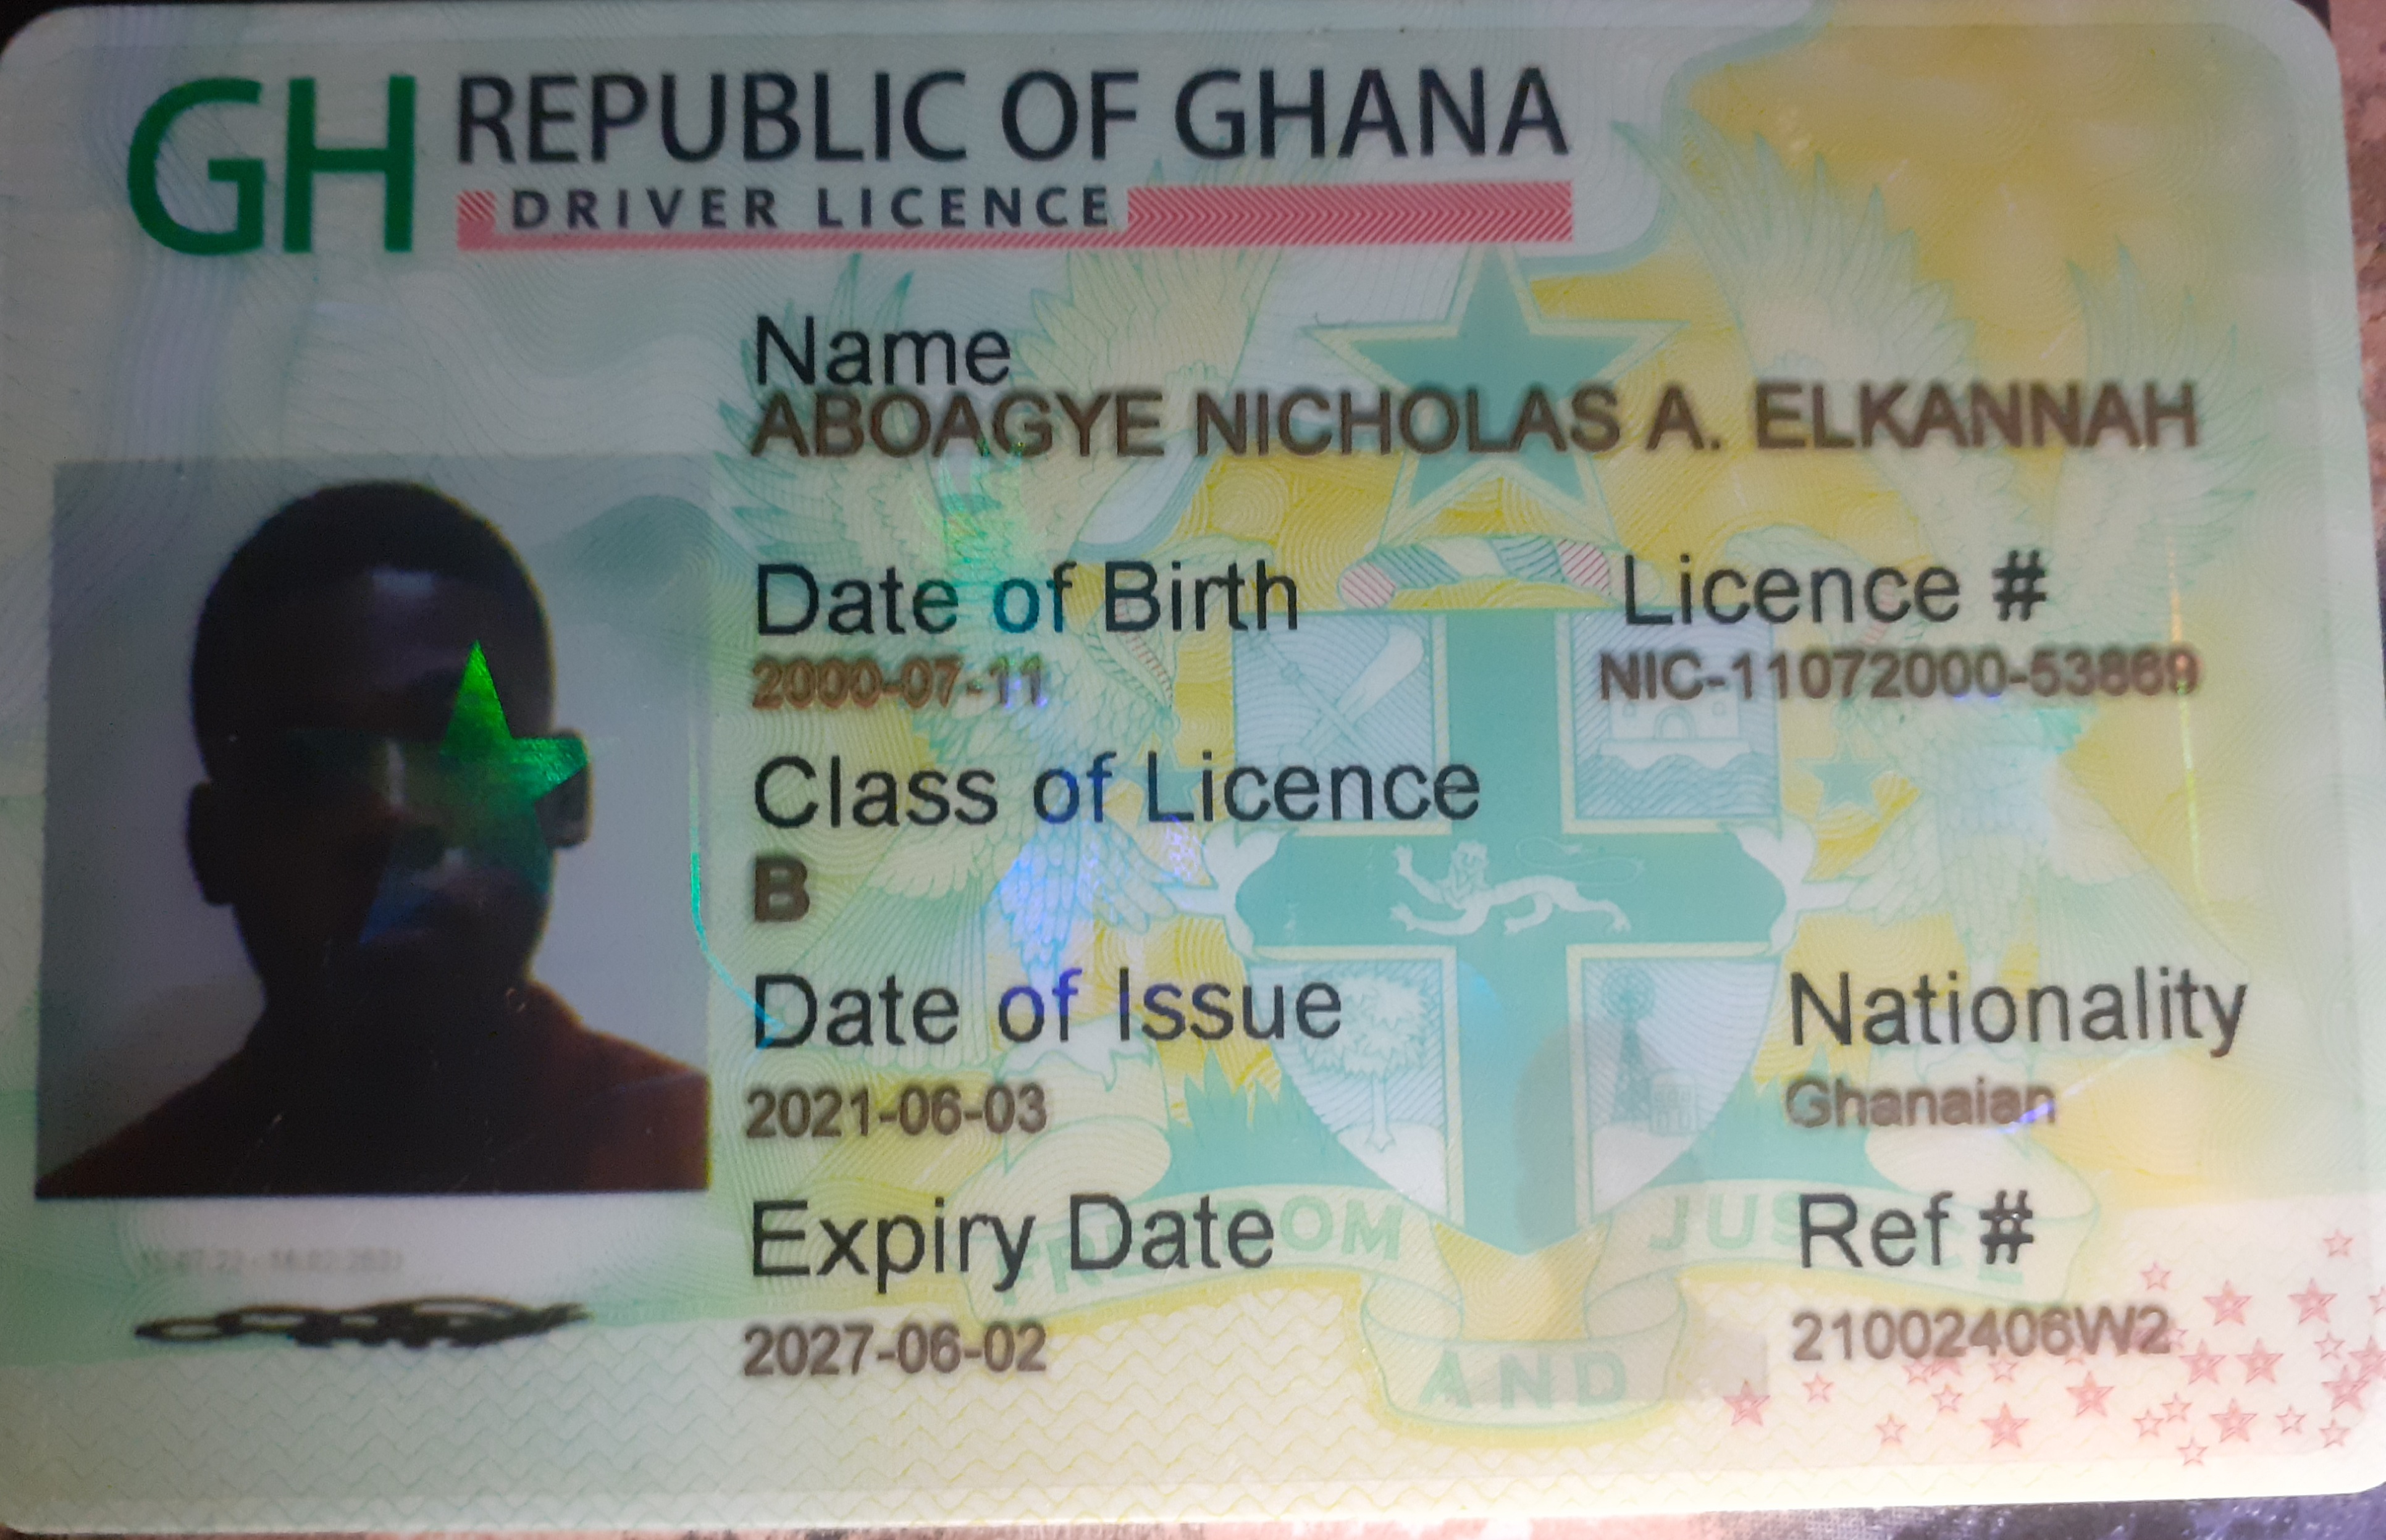 GH REPUBLIC OF GHANA
DRIVER LICENCE
Name
ABOAGYE NICHOLAS A. ELKANNAH
Date of Birth
2000-07-11
Licence #
NIC-11072000-53869
Class of Licence
B
Date of Issue
2021-06-03
Nationality
Ghanaian
Expiry Date
2027-06-02
Ref #
21002406W2
FREEDOM AND JUSTICE